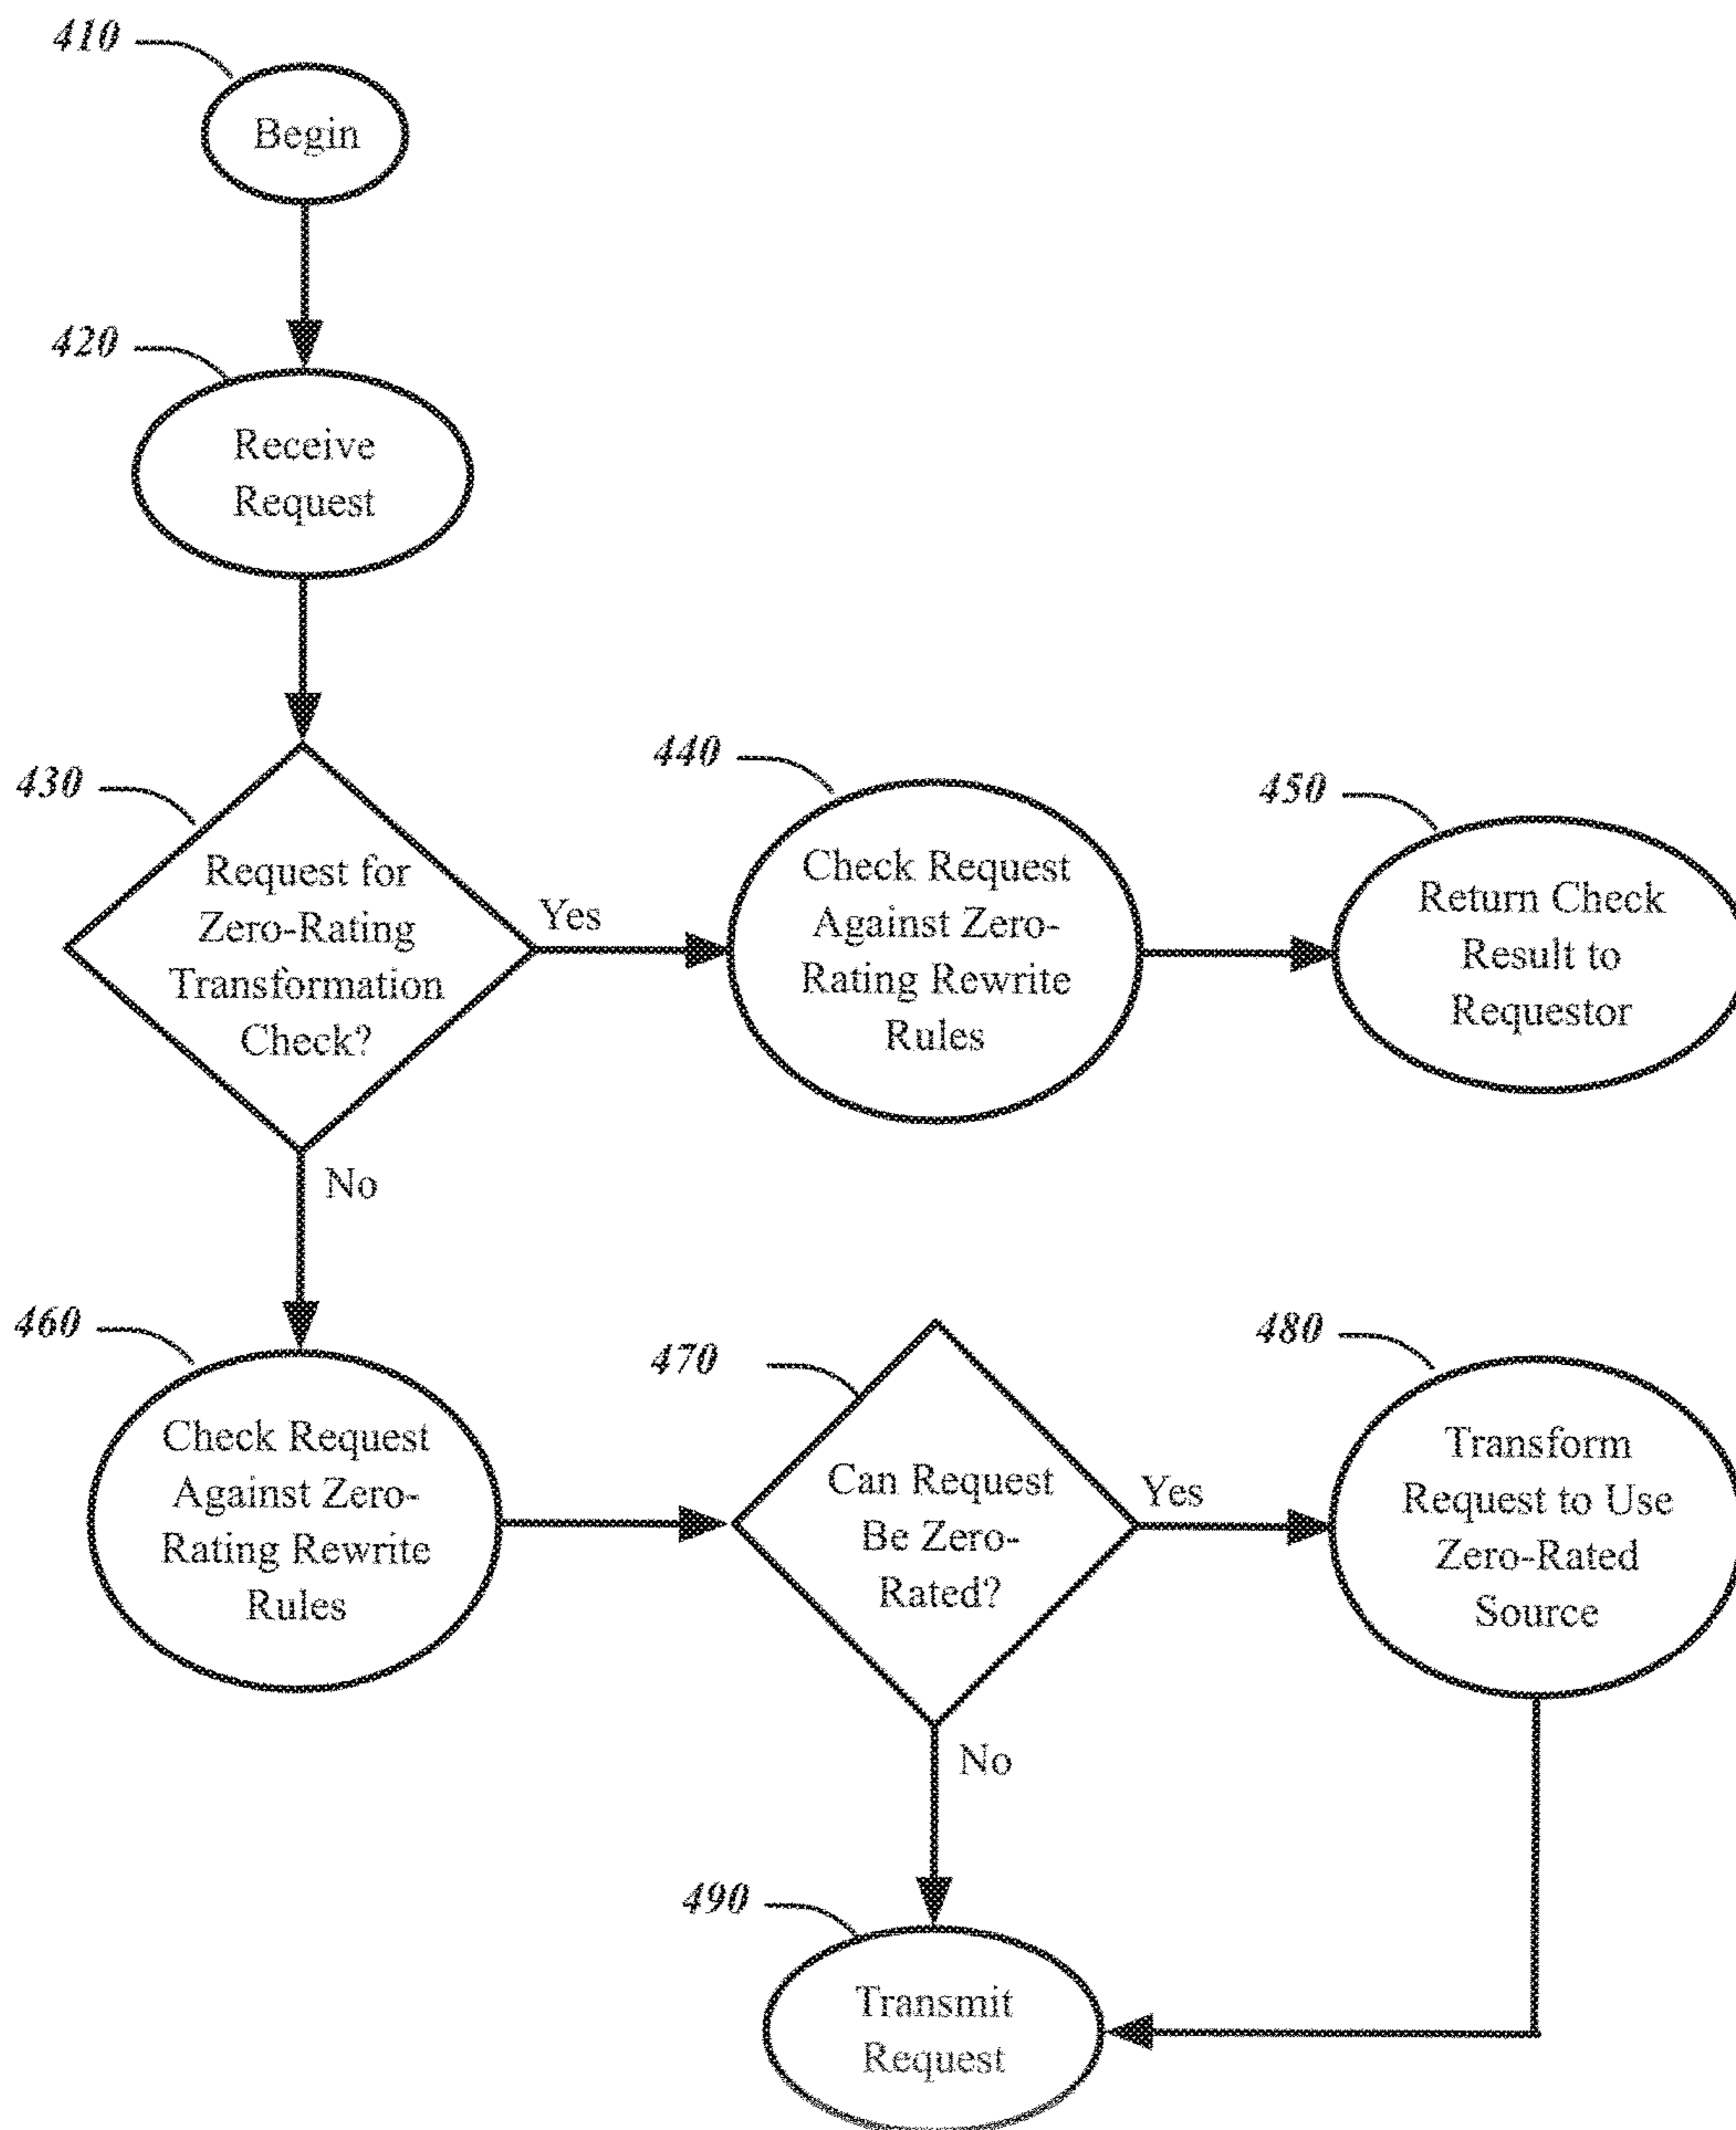 410
Begin
420
Receive
Request
430
Request for
Zero-Rating
Transformation
Check?
Yes
No
440
Check Request
Against Zero-
Rating Rewrite
Rules
450
Return Check
Result to
Requestor
460
Check Request
Against Zero-
Rating Rewrite
Rules
470
Can Request
Be Zero-
Rated?
Yes
No
480
Transform
Request to Use
Zero-Rated
Source
490
Transmit
Request